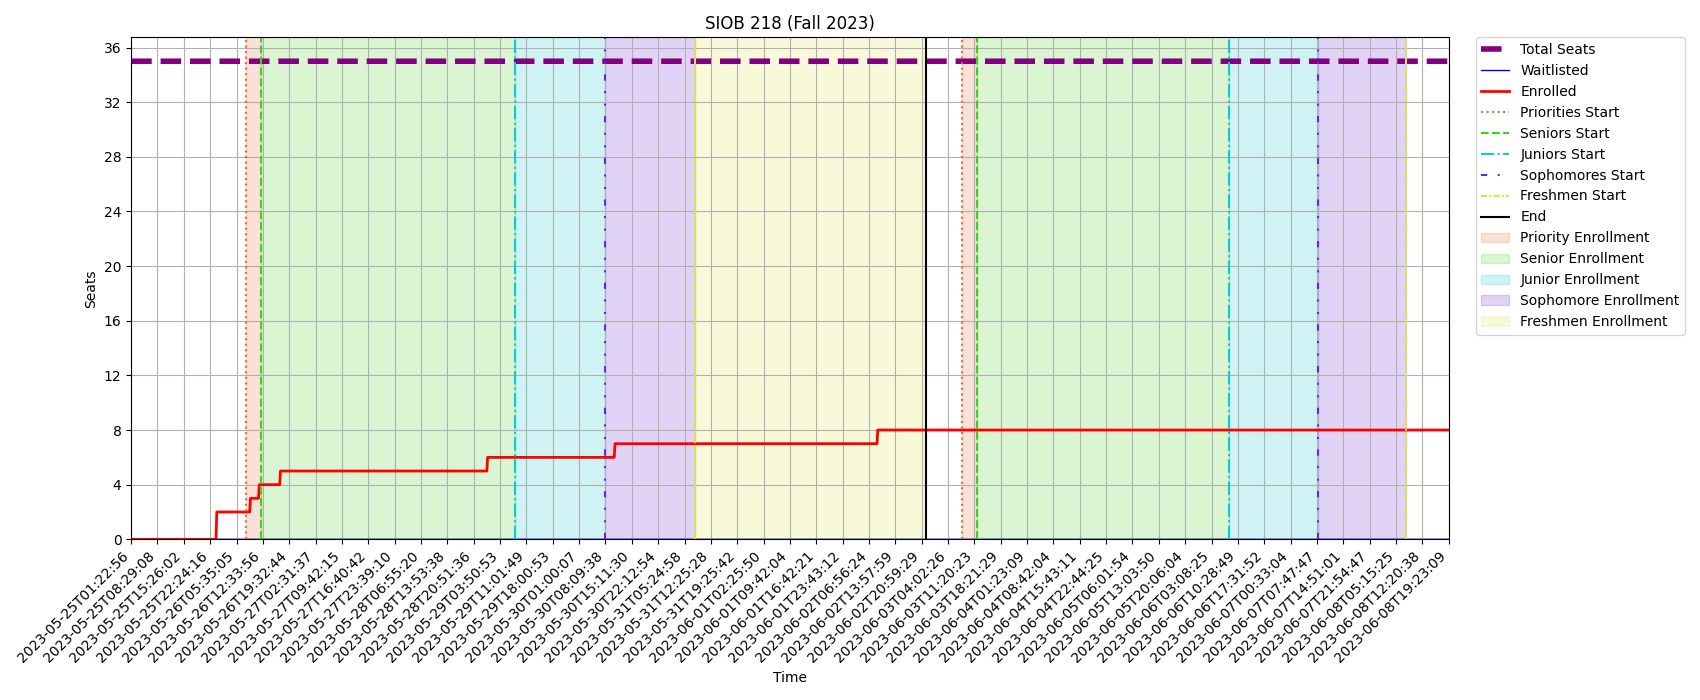 SIOB 218 (Fall 2023)
36
32
28
24
20
16
12
8
4
0
Seats
2023-05-25T01:22:56
2023-05-25T08:29:08
2023-05-25T15:26:02
2023-05-25T22:24:16
2023-05-26T05:35:05
2023-05-26T12:33:56
2023-05-26T19:32:44
2023-05-27T02:31:37
2023-05-27T09:42:15
2023-05-27T16:40:42
2023-05-27T23:39:10
2023-05-28T06:55:20
2023-05-28T13:53:38
2023-05-28T20:51:36
2023-05-29T03:50:53
2023-05-29T11:01:49
2023-05-29T18:00:53
2023-05-30T01:00:07
2023-05-30T08:09:38
2023-05-30T15:11:30
2023-05-30T22:12:54
2023-05-31T05:24:58
2023-05-31T12:25:28
2023-05-31T19:25:42
2023-06-01T02:25:50
2023-06-01T09:42:04
2023-06-01T16:42:21
2023-06-01T23:43:12
2023-06-02T06:56:24
2023-06-02T13:57:59
2023-06-02T20:59:29
2023-06-03T04:02:26
2023-06-03T11:20:23
2023-06-03T18:21:29
2023-06-04T01:23:09
2023-06-04T08:42:04
2023-06-04T15:43:11
2023-06-04T22:44:25
2023-06-05T06:01:54
2023-06-05T13:03:50
2023-06-05T20:06:04
2023-06-06T03:08:25
2023-06-06T10:28:49
2023-06-06T17:31:52
2023-06-07T00:33:04
2023-06-07T07:47:47
2023-06-07T14:51:01
2023-06-07T21:54:47
2023-06-08T05:15:25
2023-06-08T12:20:38
2023-06-08T19:23:09
Time
Total Seats
Waitlisted
Enrolled
Priorities Start
Seniors Start
Juniors Start
Sophomores Start
Freshmen Start
End
Priority Enrollment
Senior Enrollment
Junior Enrollment
Sophomore Enrollment
Freshmen Enrollment